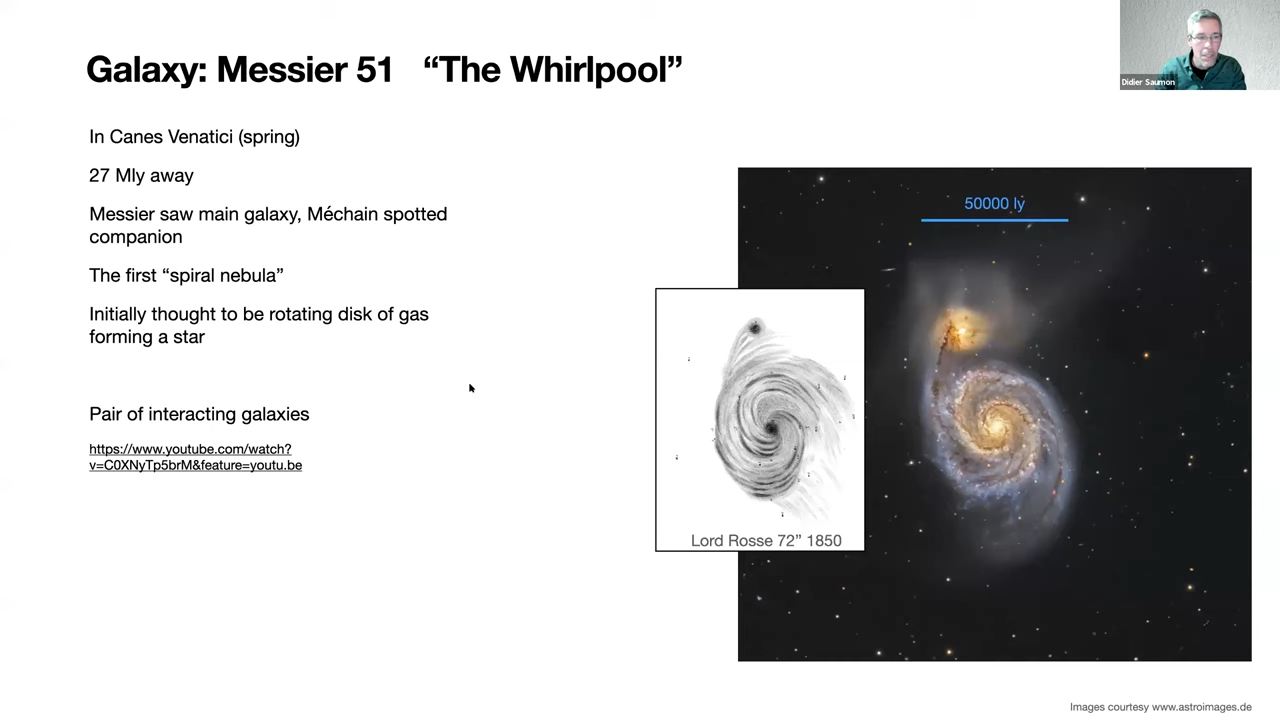 Galaxy: Messier 51 “The Whirlpool”
Didier Saumon
In Canes Venatici (spring)
27 Mly away
Messier saw main galaxy, Méchain spotted
companion
The first “spiral nebula”
Initially thought to be rotating disk of gas
forming a star
Pair of interacting galaxies
https://www.youtube.com/watch?
v=C0XNyTp5brM&feature=youtu.be
50000 ly
Lord Rosse 72” 1850
Images courtesy www.astroimages.de